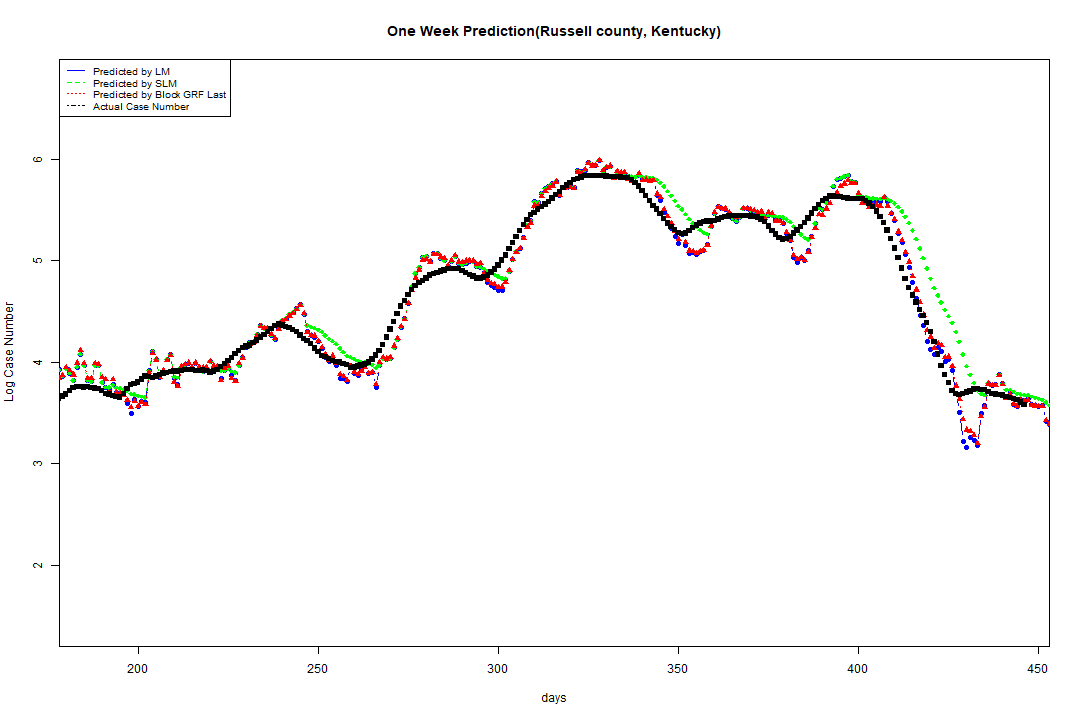 One Week Prediction(Russell county, Kentucky)
Predicted by LM
Predicted by SLM
Predicted by Block GRF Last
Actual Case Number
6
5
4
3
2
Log Case Number
200 250 300 350 400 450
days